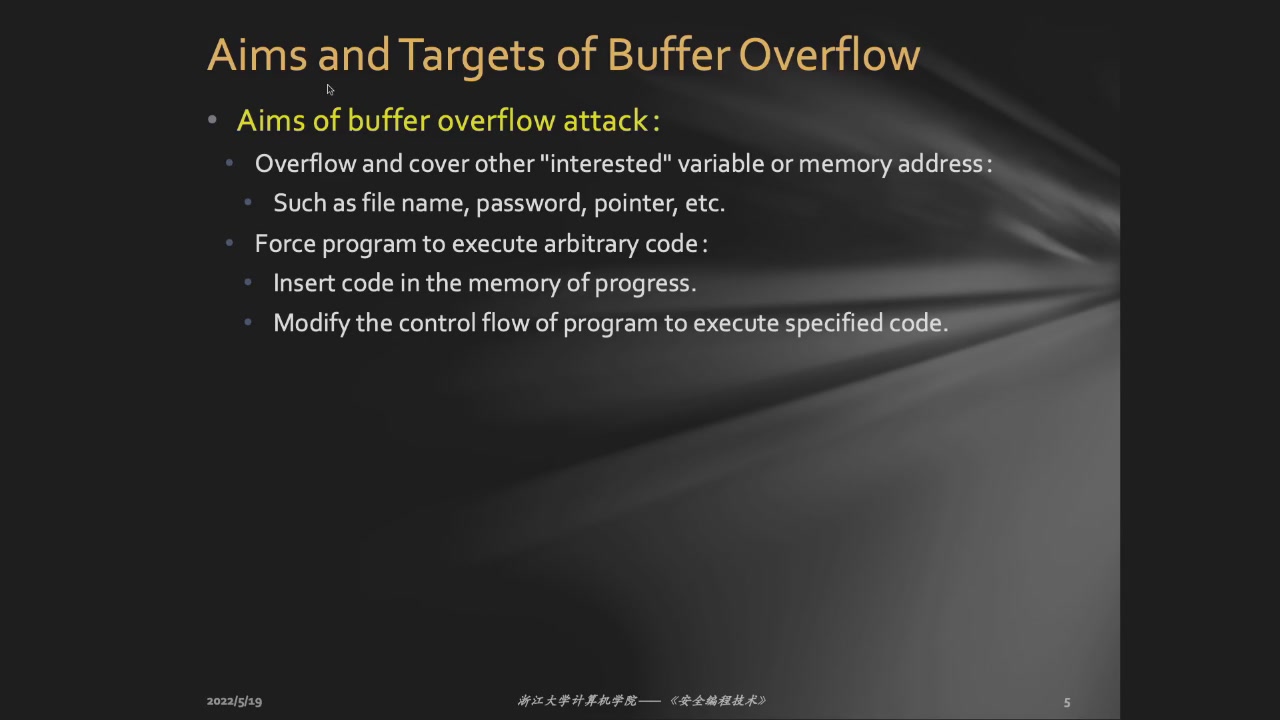 Aims and Targets of Buffer Overflow
• Aims of buffer overflow attack:
• Overflow and cover other "interested" variable or memory address:
• Such as file name, password, pointer, etc.
• Force program to execute arbitrary code:
• Insert code in the memory of progress.
• Modify the control flow of program to execute specified code.
2022/5/19 浙江大学计算机学院——《安全编程技术》 5